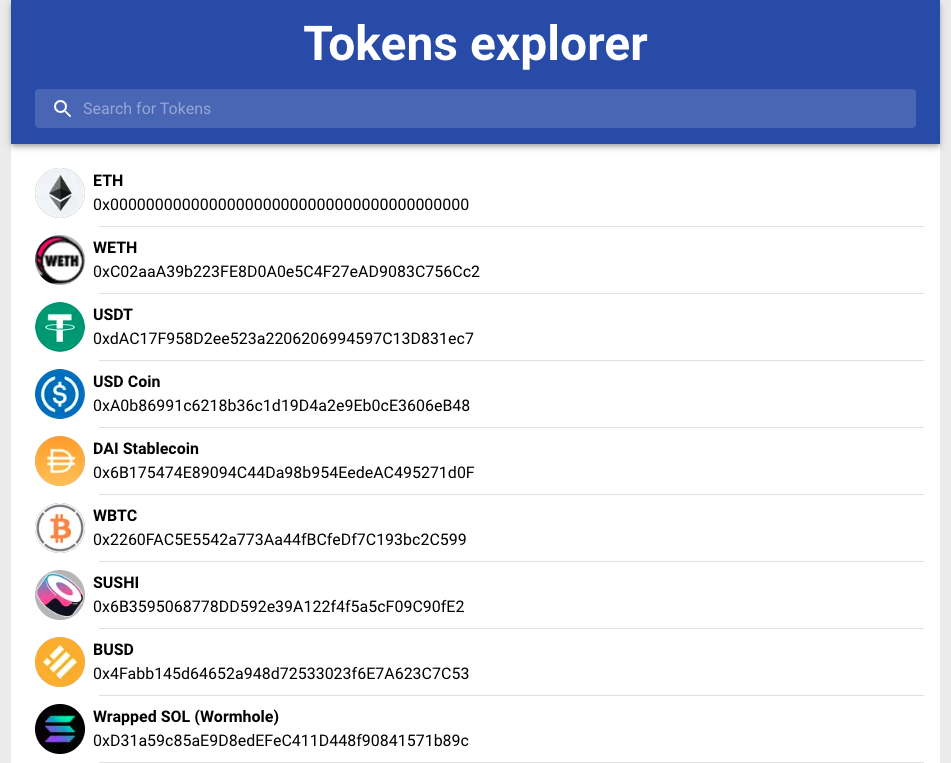 Tokens explorer
Search for Tokens
ETH
0x0000000000000000000000000000000000000000
WETH
WETH
0xC02aaA39b223FE8D0A0e5C4F27eAD9083C756Cc2
USDT
0xdAC17F958D2ee523a2206206994597C13D831ec7
USD Coin
0xA0b86991c6218b36c1d19D4a2e9Eb0cE3606eB48
DAI Stablecoin
0x6B175474E89094C44Da98b954EedeAC495271d0F
WBTC
0x2260FAC5E5542a773Aa44fBCfeDf7C193bc2C599
SUSHI
0x6B3595068778DD592e39A122f4f5a5cF09C90fE2
BUSD
0x4Fabb145d64652a948d72533023f6E7A623C7C53
Wrapped SOL (Wormhole)
0xD31a59c85aE9D8edEFeC411D448f90841571b89c